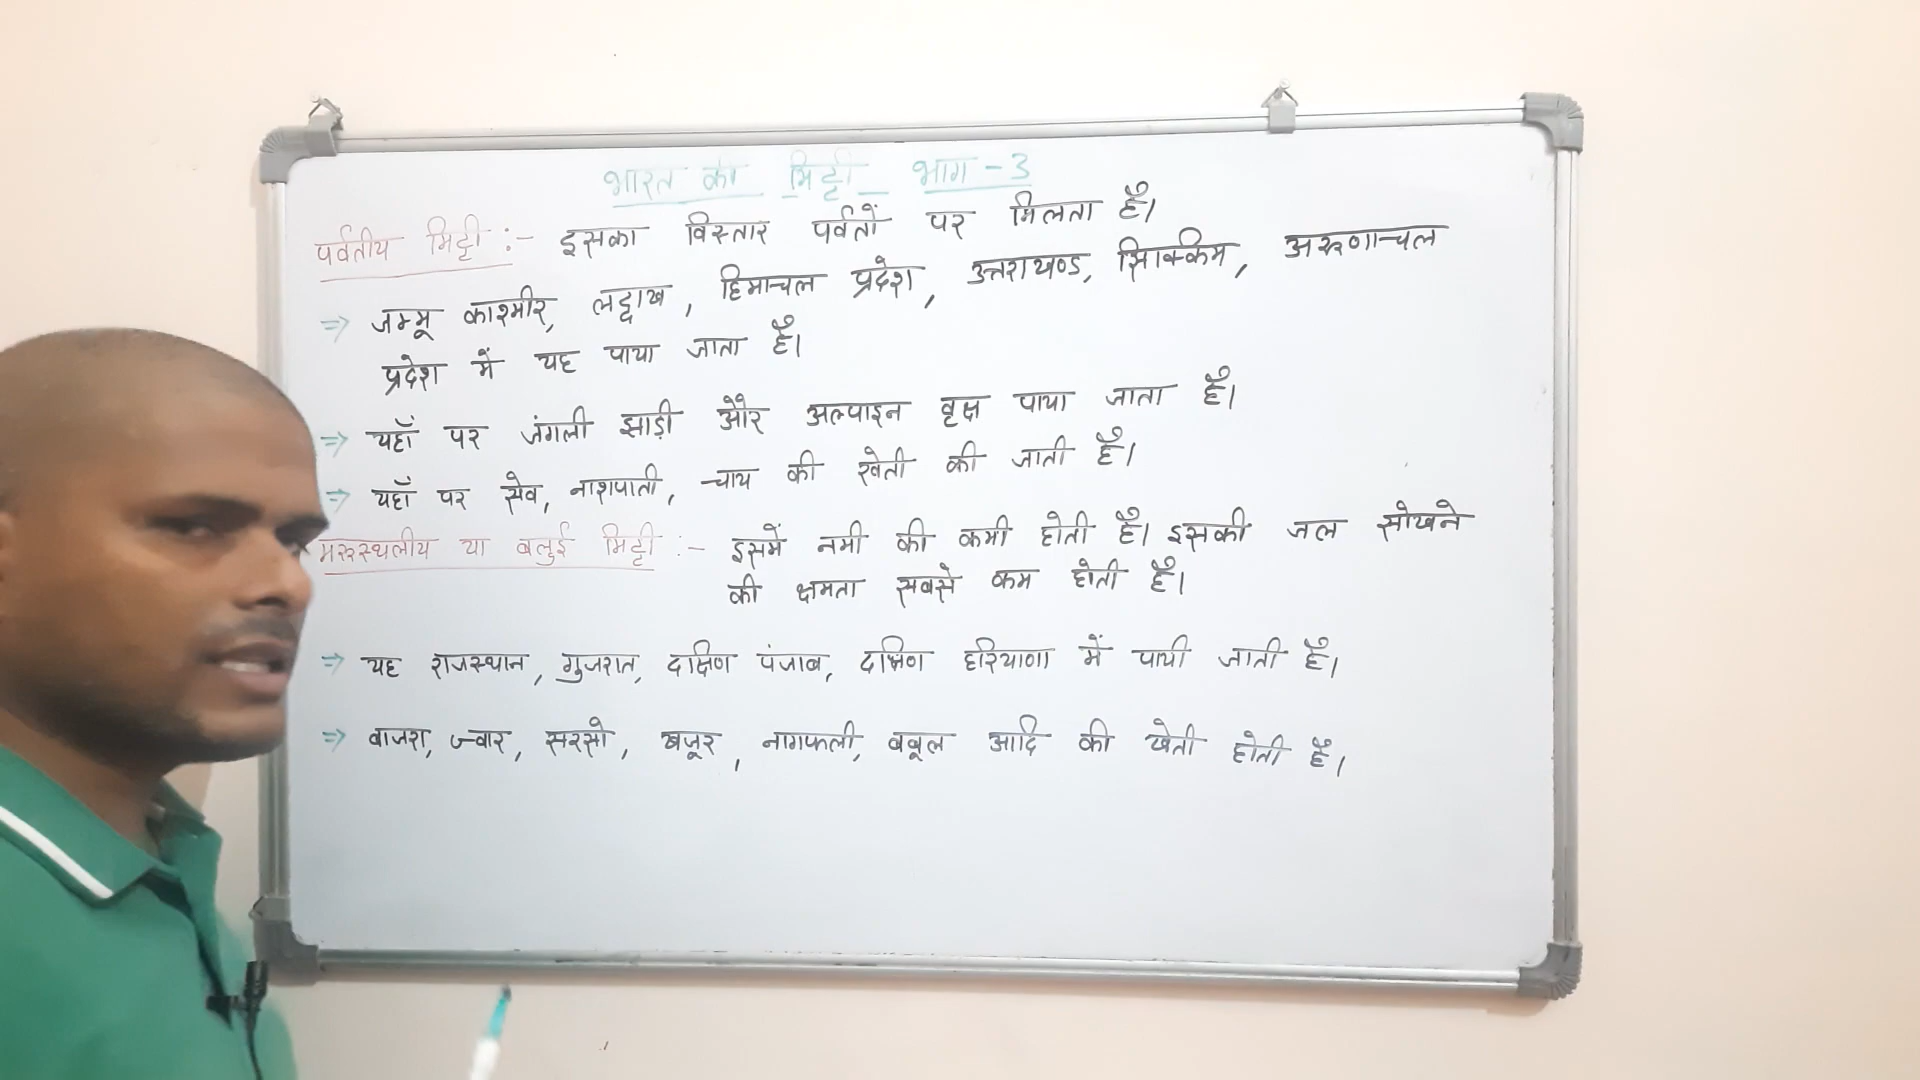 भारत की मिट्टी भाग - 3
पर्वतीय मिट्टी :- इसका विस्तार पर्वतों पर मिलता है।
⇒ जम्मू काश्मीर, लद्दाख, हिमाचल प्रदेश, उत्तराखण्ड, सिक्किम, अरूणाचल
प्रदेश में यह पाया जाता है।
⇒ यहाँ पर जंगली झाड़ी और अल्पाइन वृक्ष पाया जाता है।
⇒ यहाँ पर सेव, नाशपाती, चाय की खेती की जाती है।
मरूस्थलीय या बलुई मिट्टी :- इसमें नमी की कमी होती है। इसकी जल सोखने
की क्षमता सबसे कम होती है।
⇒ यह राजस्थान, गुजरात, दक्षिण पंजाब, दक्षिण हरियाणा में पायी जाती है।
⇒ बाजरा, ज्वार, सरसो, खजूर, नागफली, बबूल आदि की खेती होती है।